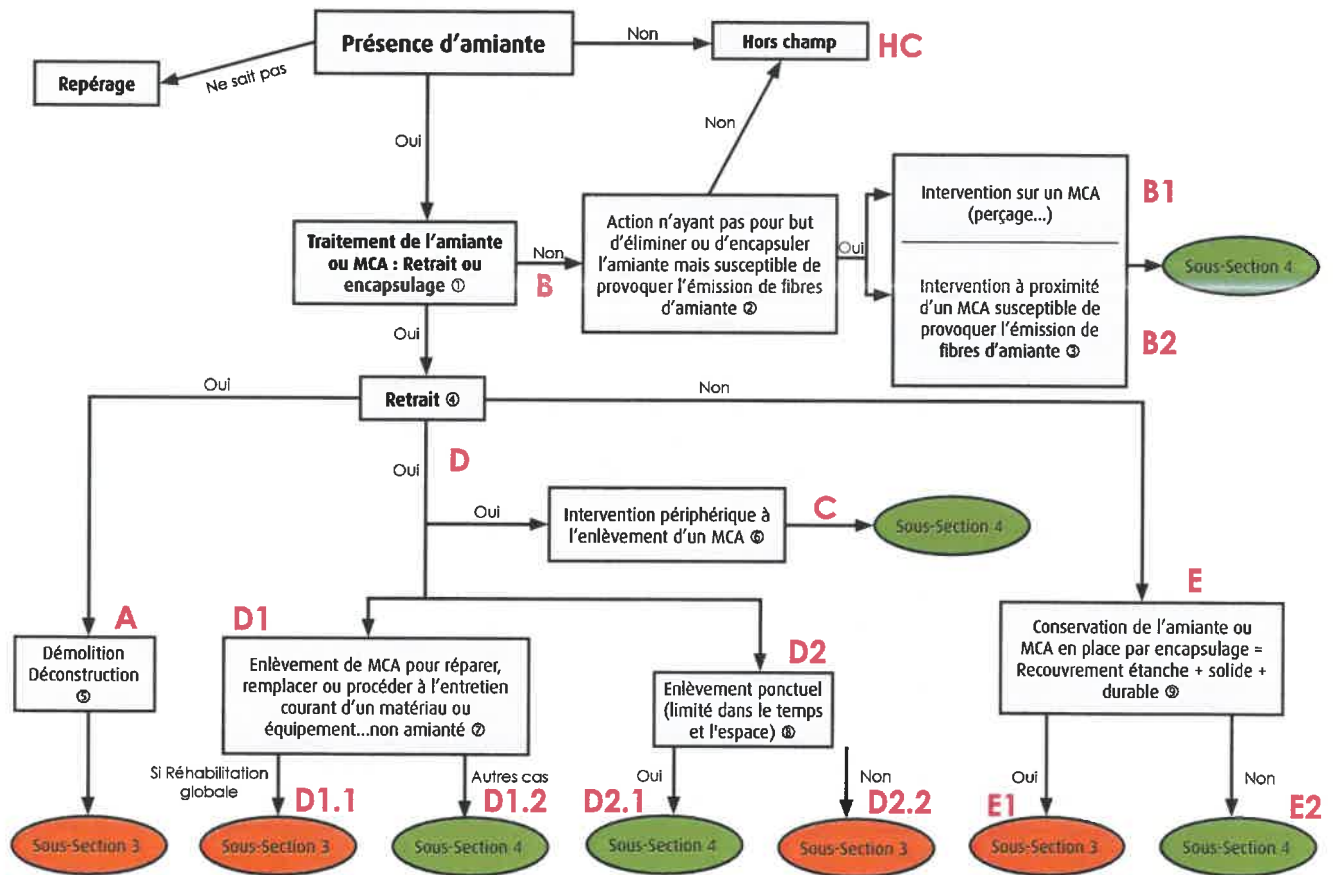 Présence d'amiante
Non
Hors champ
HC
Repérage
Ne sait pas
Oui
Non
Traitement de l'amiante
ou MCA : Retrait ou
encapsulage ①
Non
B
Action n'ayant pas pour but
d'éliminer ou d'encapsuler
l'amiante mais susceptible de
provoquer l'émission de fibres
d'amiante ②
Oui
Intervention sur un MCA
(perçage...)
B1
Intervention à proximité
d'un MCA susceptible de
provoquer l'émission de
fibres d'amiante ③
B2
Sous-Section 4
Oui
Retrait ④
Oui
Non
Oui
D
Oui
Intervention périphérique à
l'enlèvement d'un MCA ⑥
C
Sous-Section 4
A
Démolition
Déconstruction
⑤
D1
Enlèvement de MCA pour réparer,
remplacer ou procéder à l'entretien
courant d'un matériau ou
équipement...non amianté ⑦
D2
Enlèvement ponctuel
(limité dans le temps
et l'espace) ⑧
E
Conservation de l'amiante ou
MCA en place par encapsulage =
Recouvrement étanche + solide +
durable ⑨
Si Réhabilitation
globale
D1.1
Autres cas
D1.2
Oui
D2.1
Non
D2.2
Oui
E1
Non
E2
Sous-Section 3
Sous-Section 3
Sous-Section 4
Sous-Section 4
Sous-Section 3
Sous-Section 3
Sous-Section 4